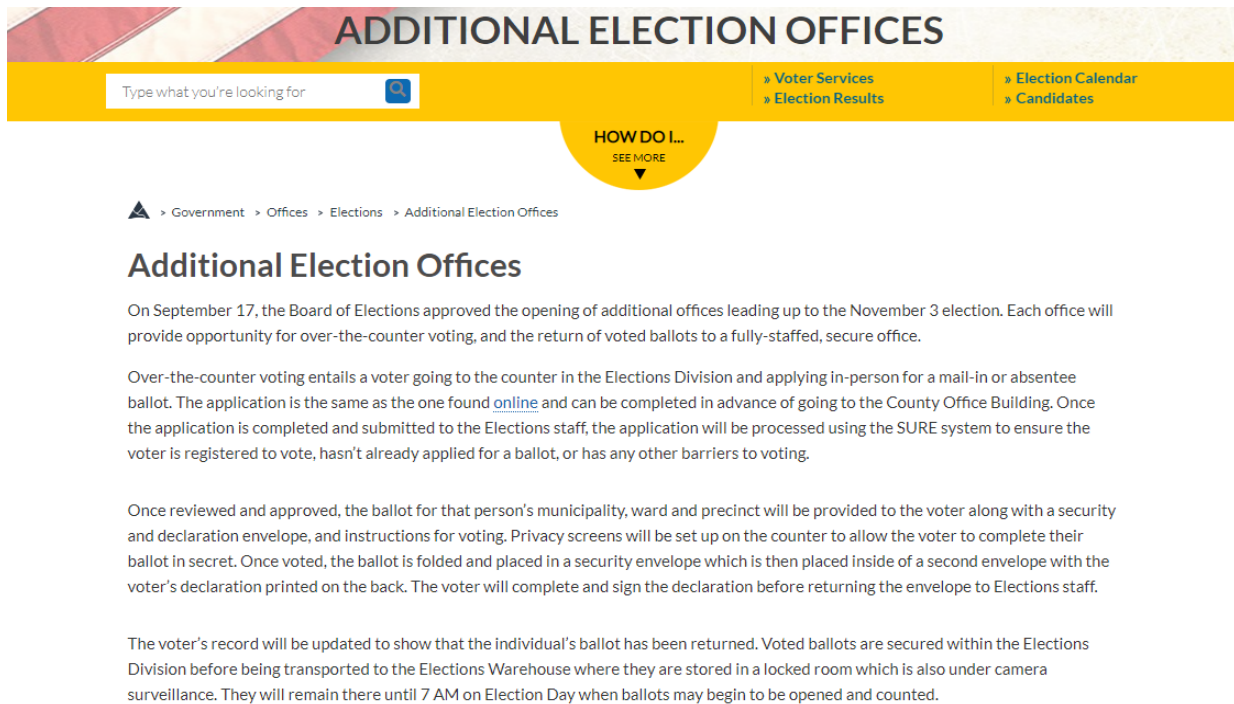 ADDITIONAL ELECTION OFFICES
Type what you're looking for
» Voter Services
» Election Results
» Election Calendar
» Candidates
HOW DO I...
SEE MORE
> Government > Offices > Elections > Additional Election Offices
Additional Election Offices
On September 17, the Board of Elections approved the opening of additional offices leading up to the November 3 election. Each office will
provide opportunity for over-the-counter voting, and the return of voted ballots to a fully-staffed, secure office.
Over-the-counter voting entails a voter going to the counter in the Elections Division and applying in-person for a mail-in or absentee
ballot. The application is the same as the one found online and can be completed in advance of going to the County Office Building. Once
the application is completed and submitted to the Elections staff, the application will be processed using the SURE system to ensure the
voter is registered to vote, hasn't already applied for a ballot, or has any other barriers to voting.
Once reviewed and approved, the ballot for that person's municipality, ward and precinct will be provided to the voter along with a security
and declaration envelope, and instructions for voting. Privacy screens will be set up on the counter to allow the voter to complete their
ballot in secret. Once voted, the ballot is folded and placed in a security envelope which is then placed inside of a second envelope with the
voter's declaration printed on the back. The voter will complete and sign the declaration before returning the envelope to Elections staff.
The voter's record will be updated to show that the individual's ballot has been returned. Voted ballots are secured within the Elections
Division before being transported to the Elections Warehouse where they are stored in a locked room which is also under camera
surveillance. They will remain there until 7 AM on Election Day when ballots may begin to be opened and counted.